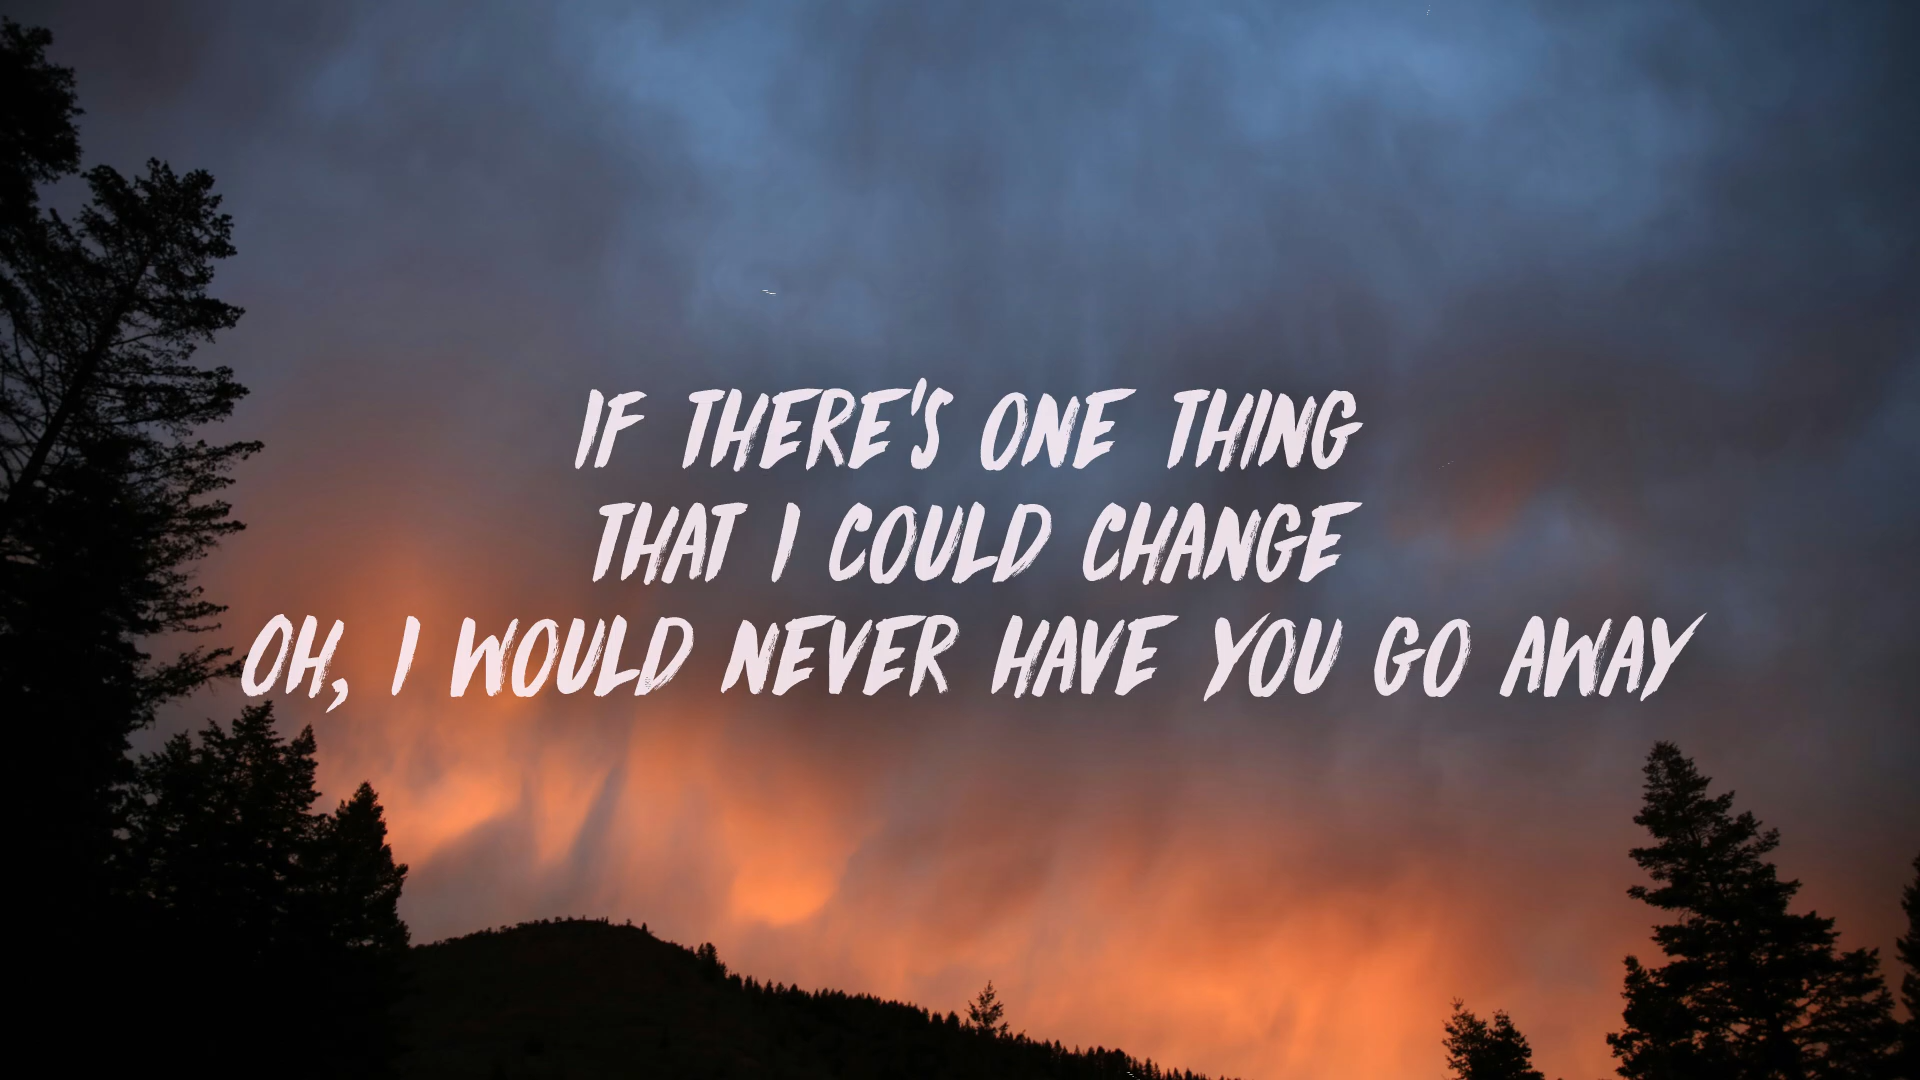 IF THERE'S ONE THING
THAT I COULD CHANGE
OH, I WOULD NEVER HAVE YOU GO AWAY